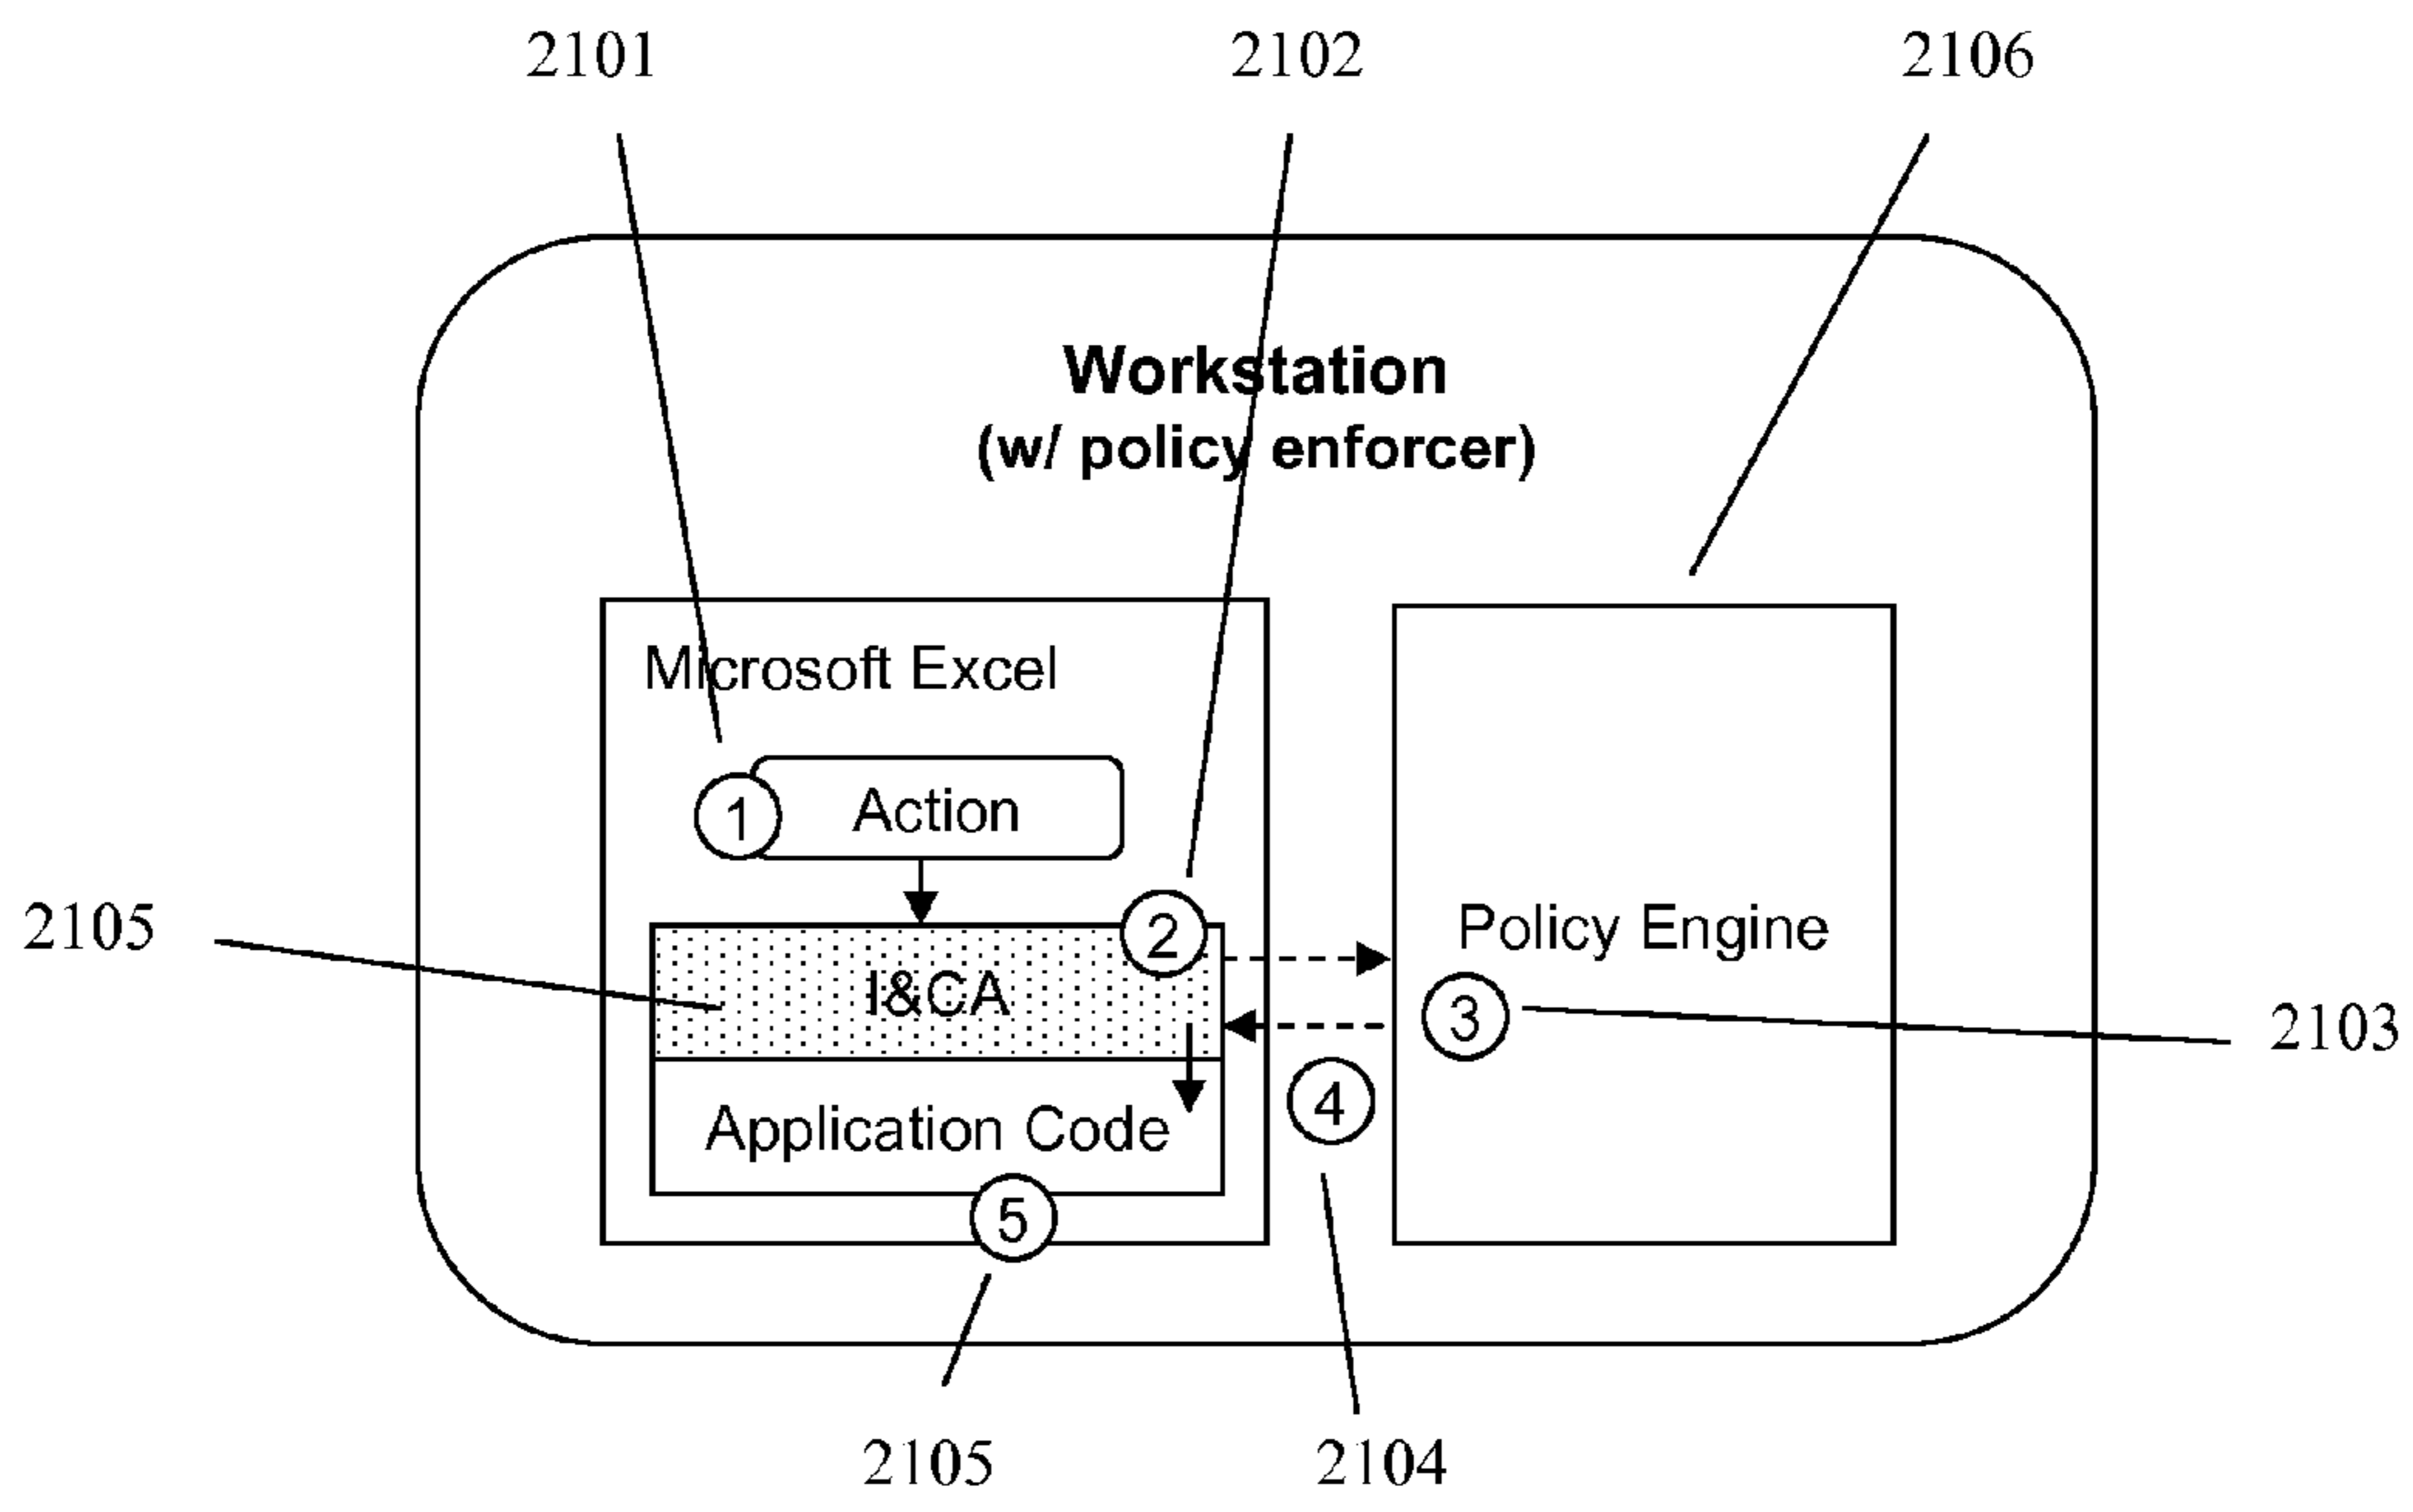 2101
2102
2106
Workstation
(w/ policy enforcer)
Microsoft Excel
1
Action
2105
2
I&CA
Policy Engine
3
2103
4
Application Code
5
2105
2104